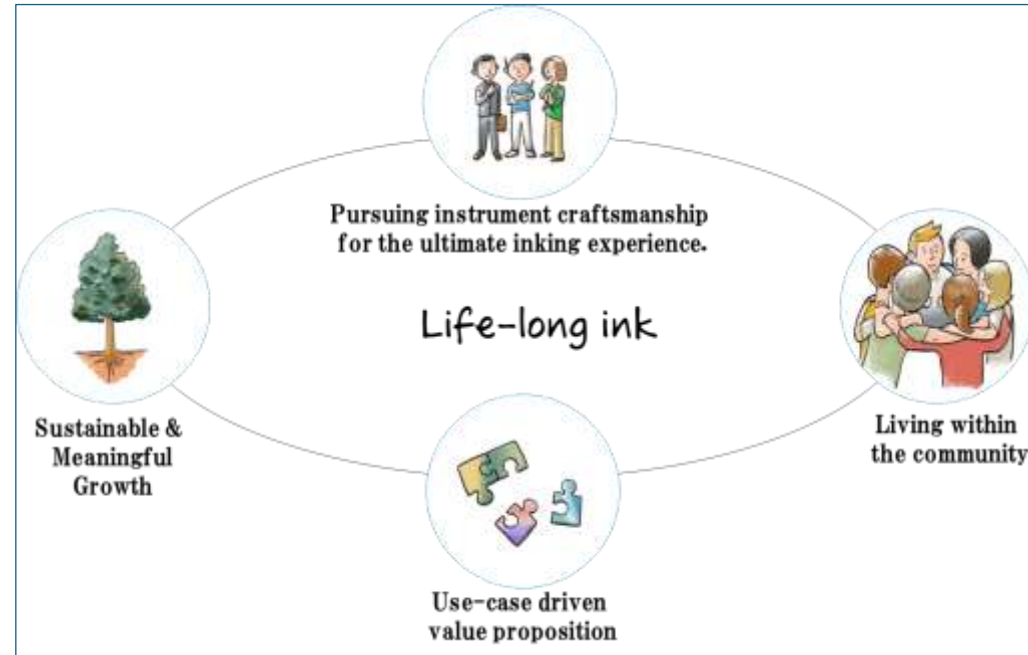 Pursuing instrument craftsmanship
for the ultimate inking experience.
Life-long ink
Sustainable &
Meaningful
Growth
Living within
the community
Use-case driven
value proposition